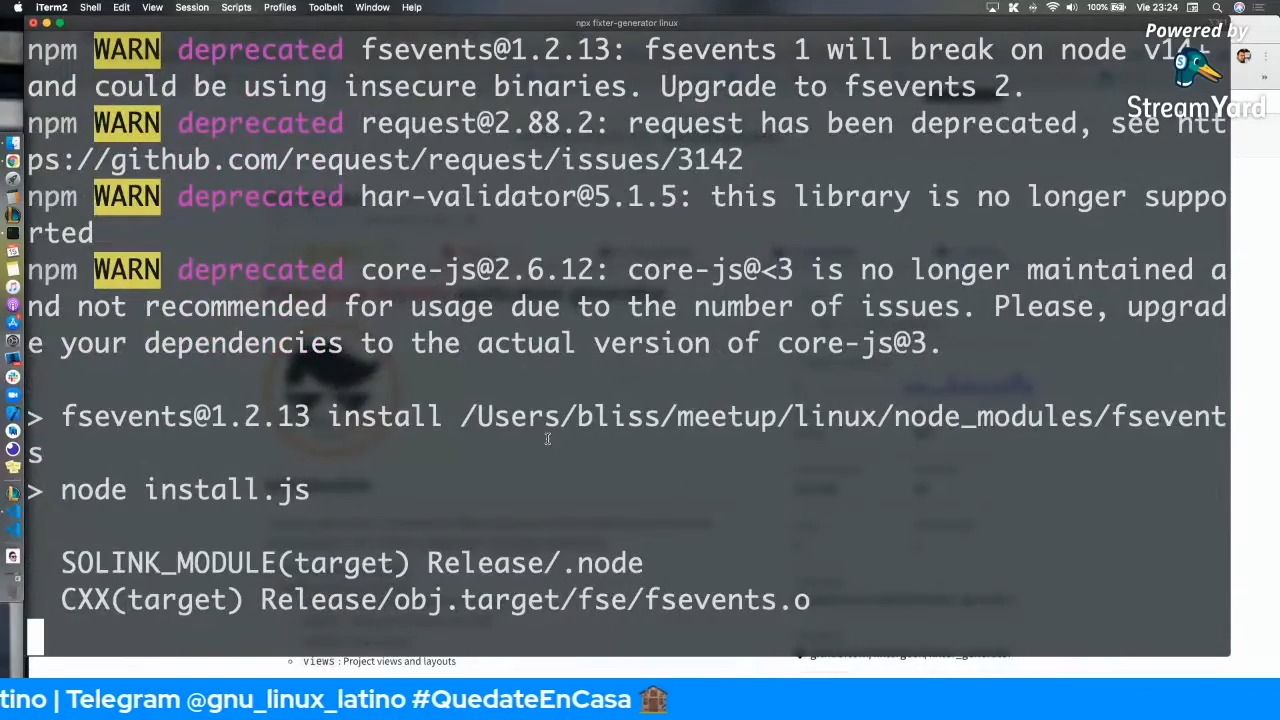 iTerm2 Shell Edit View Session Scripts Profiles Toolbelt Window Help 100% Vie 23:24
npx fixter-generator linux
Powered by
StreamYard
npm WARN deprecated fsevents@1.2.13: fsevents 1 will break on node v14+
and could be using insecure binaries. Upgrade to fsevents 2.
npm WARN deprecated request@2.88.2: request has been deprecated, see htt
ps://github.com/request/request/issues/3142
npm WARN deprecated har-validator@5.1.5: this library is no longer suppo
rted
npm WARN deprecated core-js@2.6.12: core-js@<3 is no longer maintained a
nd not recommended for usage due to the number of issues. Please, upgrad
e your dependencies to the actual version of core-js@3.
> fsevents@1.2.13 install /Users/bliss/meetup/linux/node_modules/fsevent
s
> node install.js
SOLINK_MODULE(target) Release/.node
CXX(target) Release/obj.target/fse/fsevents.o
views : Project views and layouts
tino | Telegram @gnu_linux_latino #QuedateEnCasa